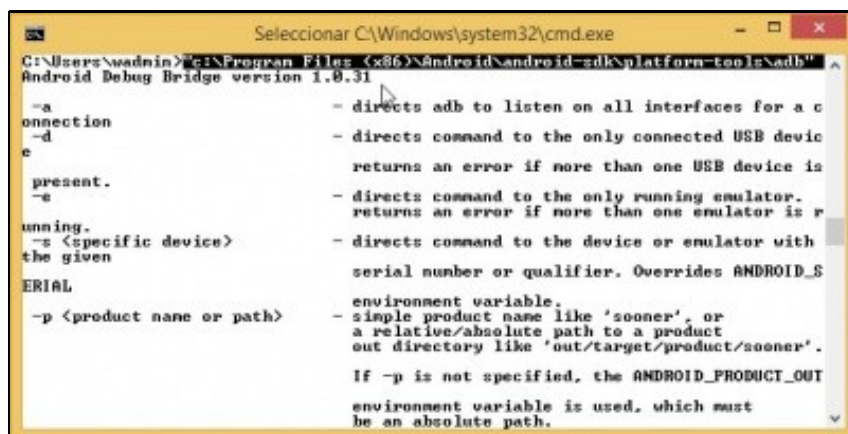 Seleccionar C:\Windows\system32\cmd.exe
C:\Users\wadmin>"c:\Program Files (x86)\Android\android-sdk\platform-tools\adb"
Android Debug Bridge version 1.0.31
-a - directs adb to listen on all interfaces for a c
onnection
-d - directs command to the only connected USB devic
e
returns an error if more than one USB device is
present.
-e - directs command to the only running emulator.
returns an error if more than one emulator is r
unning.
-s <specific device> - directs command to the device or emulator with
the given
serial number or qualifier. Overrides ANDROID_S
ERIAL
environment variable.
-p <product name or path> - simple product name like 'sooner', or
a relative/absolute path to a product
out directory like 'out/target/product/sooner'.
If -p is not specified, the ANDROID_PRODUCT_OUT
environment variable is used, which must
be an absolute path.